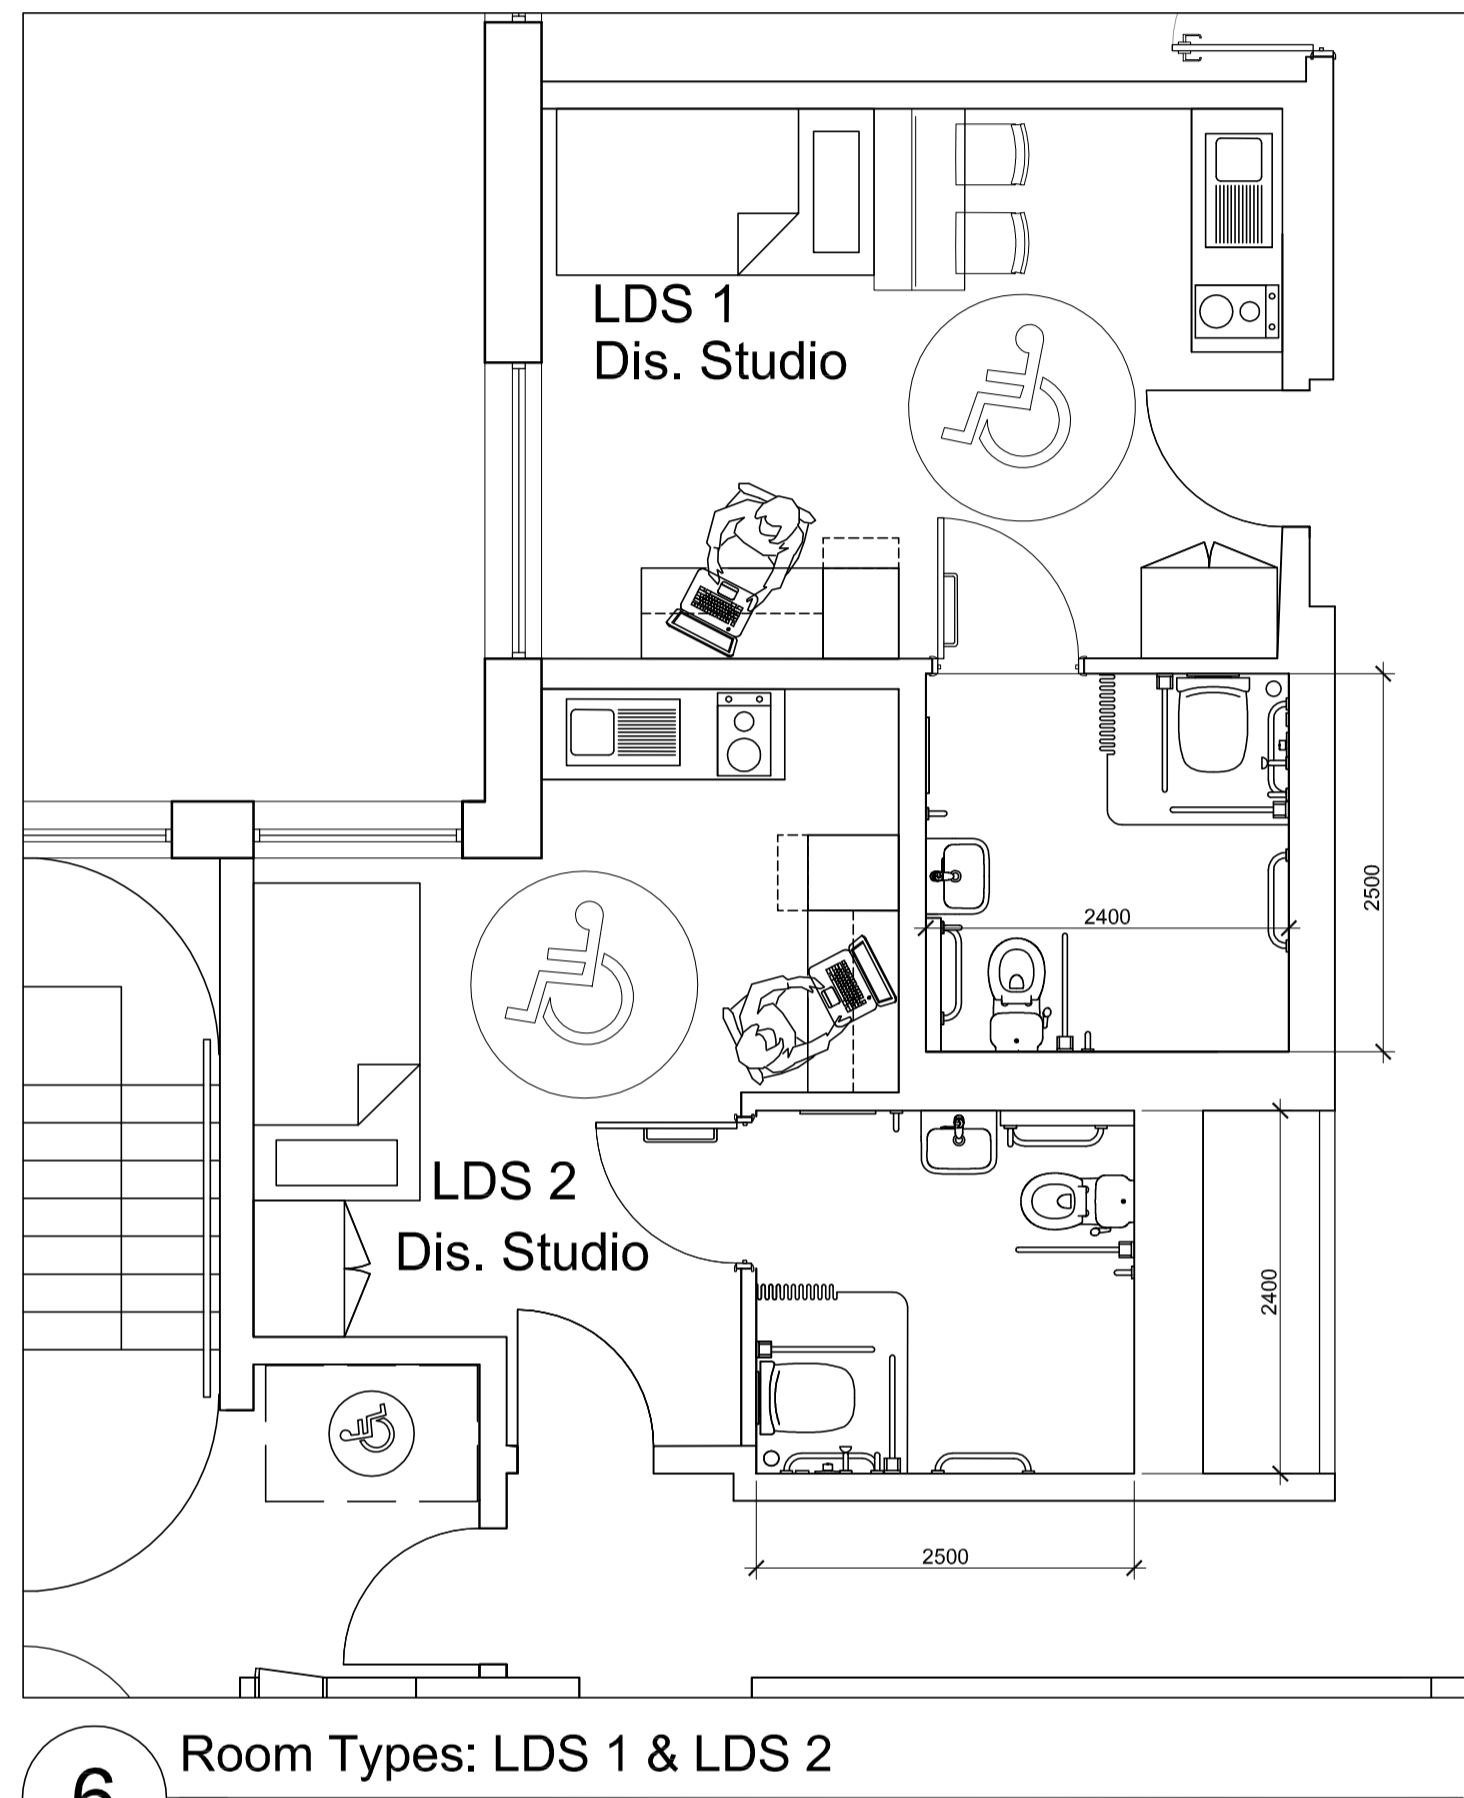 LDS 1
Dis. Studio
2500
2400
LDS 2
Dis. Studio
2400
2500
Room Types: LDS 1 & LDS 2
6